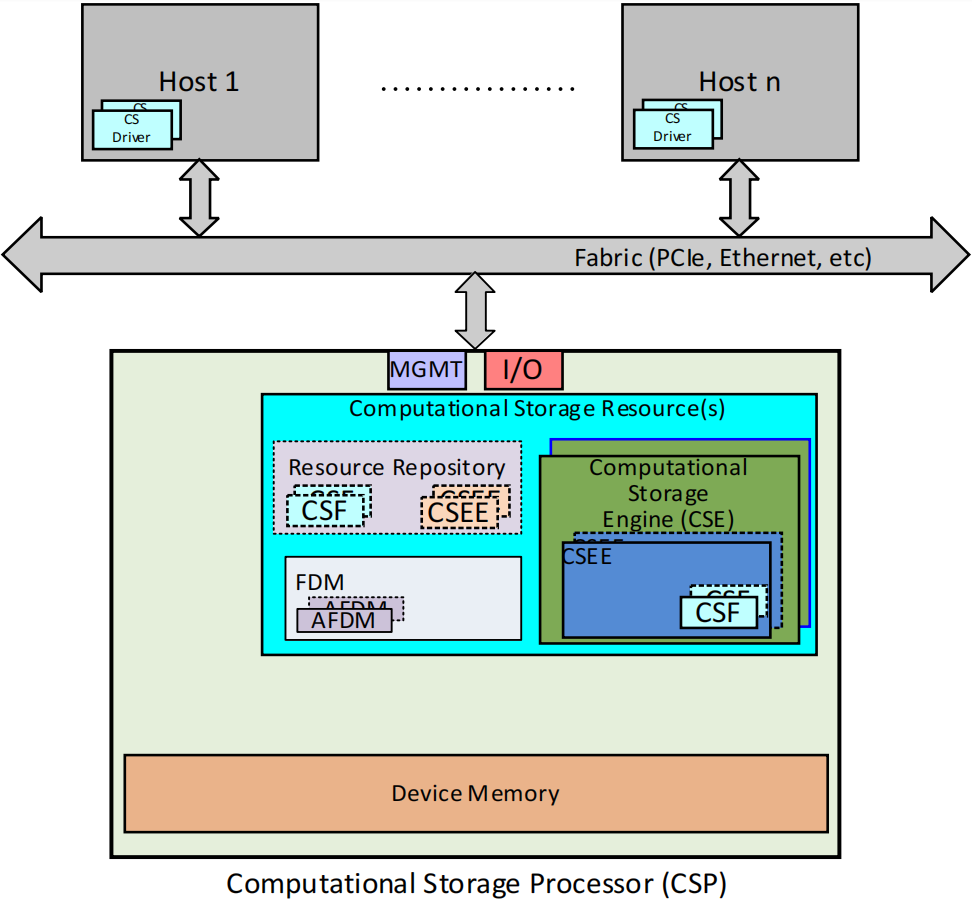 Host 1
CS
CS
Driver
Host n
CS
CS
Driver
Fabric (PCIe, Ethernet, etc)
MGMT
I/O
Computational Storage Resource(s)
Resource Repository
CSF
CSF
CSEE
CSEE
Computational
Storage
Engine (CSE)
CSEE
CSEE
CSF
CSF
FDM
AFDM
AFDM
Device Memory
Computational Storage Processor (CSP)